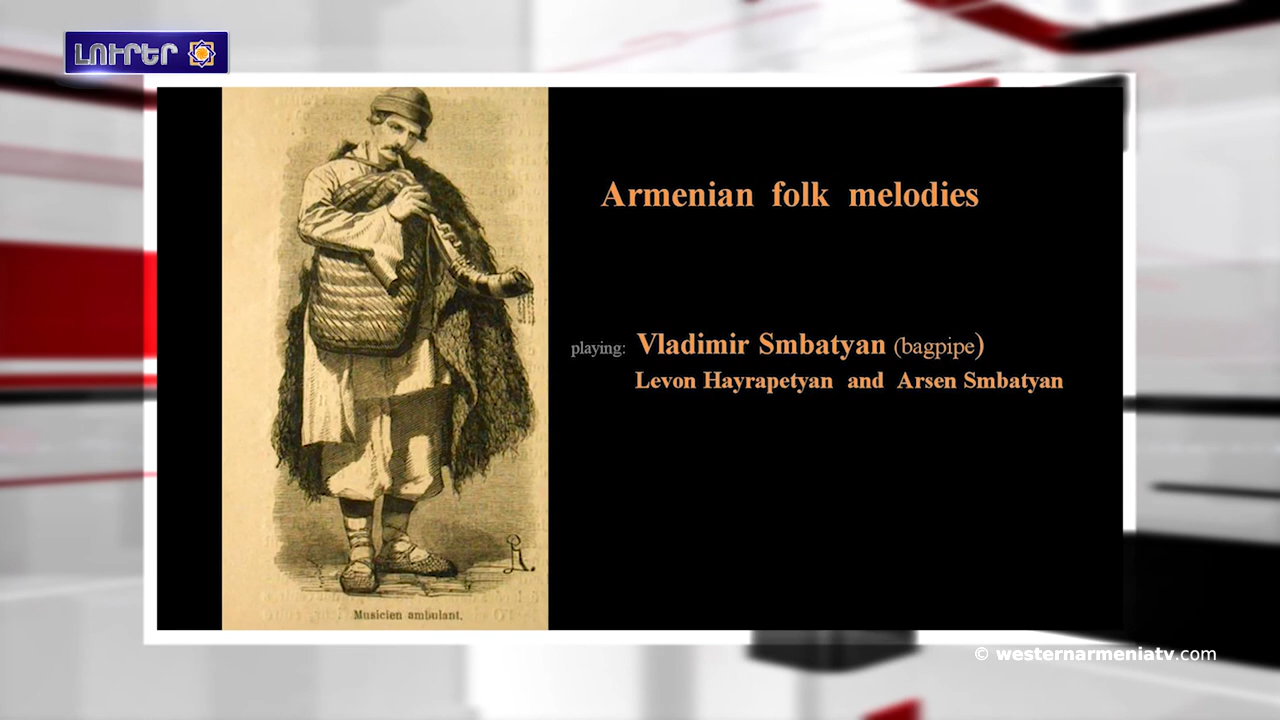 ԼՈՒՐԵՐ
Armenian folk melodies
playing: Vladimir Smbatyan (bagpipe)
Levon Hayrapetyan and Arsen Smbatyan
Musicien ambulant.
© westernarmeniatv.com